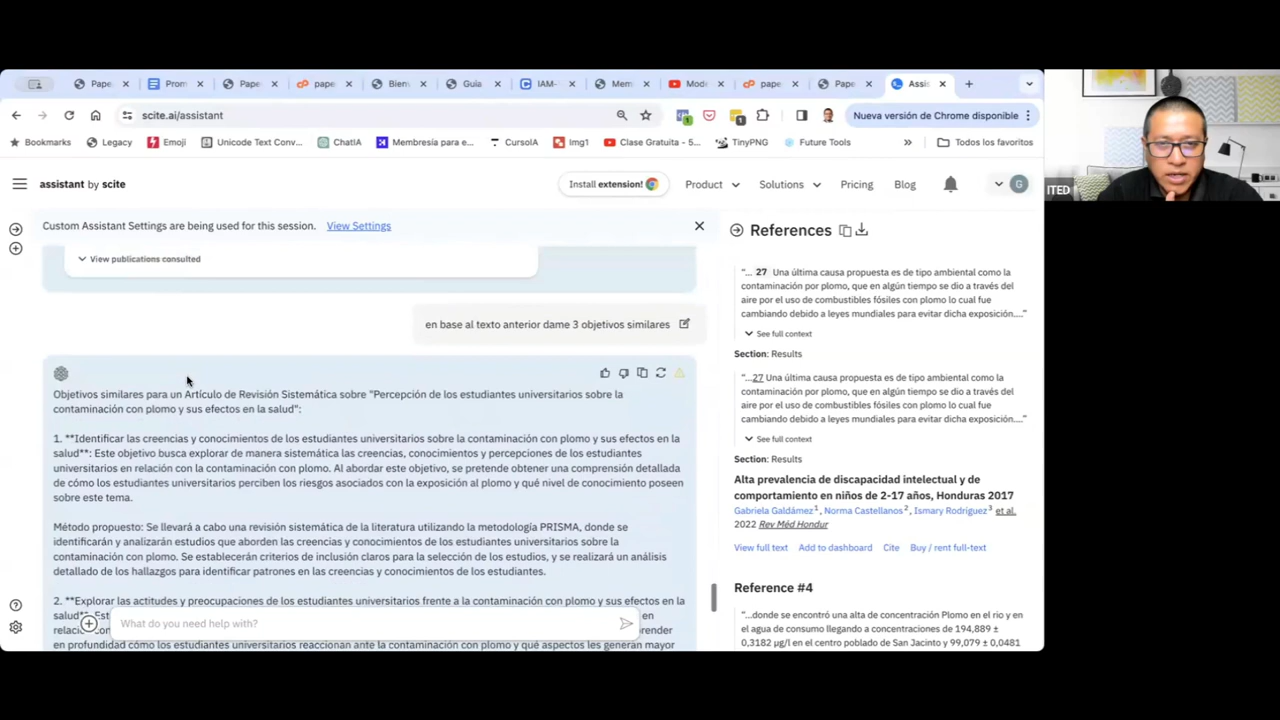 Pape
Prom
Pape
pape
Bien
Guía
IAM-
Mem
Mode
pape
Pape
Assis
scite.ai/assistant
Nueva versión de Chrome disponible
Bookmarks
Legacy
Emoji
Unicode Text Conv...
ChatIA
Membresía para e...
CursoIA
Img1
Clase Gratuita - 5...
TinyPNG
Future Tools
»
Todos los favoritos
assistant by scite
Install extension!
Product
Solutions
Pricing
Blog
G
ITED
Custom Assistant Settings are being used for this session. View Settings
View publications consulted
en base al texto anterior dame 3 objetivos similares
Objetivos similares para un Artículo de Revisión Sistemática sobre "Percepción de los estudiantes universitarios sobre la
contaminación con plomo y sus efectos en la salud":
1. **Identificar las creencias y conocimientos de los estudiantes universitarios sobre la contaminación con plomo y sus efectos en la
salud**: Este objetivo busca explorar de manera sistemática las creencias, conocimientos y percepciones de los estudiantes
universitarios en relación con la contaminación con plomo. Al abordar este objetivo, se pretende obtener una comprensión detallada
de cómo los estudiantes universitarios perciben los riesgos asociados con la exposición al plomo y qué nivel de conocimiento poseen
sobre este tema.
Método propuesto: Se llevará a cabo una revisión sistemática de la literatura utilizando la metodología PRISMA, donde se
identificarán y analizarán estudios que aborden las creencias y conocimientos de los estudiantes universitarios sobre la
contaminación con plomo. Se establecerán criterios de inclusión claros para la selección de los estudios, y se realizará un análisis
detallado de los hallazgos para identificar patrones en las creencias y conocimientos de los estudiantes.
2. **Explorar las actitudes y preocupaciones de los estudiantes universitarios frente a la contaminación con plomo y sus efectos en la
salud**: Est
en
relació
render
en profundidad cómo los estudiantes universitarios reaccionan ante la contaminación con plomo y qué aspectos les generan mayor
What do you need help with?
References
"... 27 Una última causa propuesta es de tipo ambiental como la
contaminación por plomo, que en algún tiempo se dio a través del
aire por el uso de combustibles fósiles con plomo lo cual fue
cambiando debido a leyes mundiales para evitar dicha exposición...."
See full context
Section: Results
"...27 Una última causa propuesta es de tipo ambiental como la
contaminación por plomo, que en algún tiempo se dio a través del
aire por el uso de combustibles fósiles con plomo lo cual fue
cambiando debido a leyes mundiales para evitar dicha exposición...."
See full context
Section: Results
Alta prevalencia de discapacidad intelectual y de
comportamiento en niños de 2-17 años, Honduras 2017
Gabriela Galdámez1, Norma Castellanos2, Ismary Rodríguez3 et al.
2022 Rev Méd Hondur
View full text Add to dashboard Cite Buy / rent full-text
Reference #4
"...donde se encontró una alta de concentración Plomo en el rio y en
el agua de consumo llegando a concentraciones de 194,889 ±
0,3182 µg/l en el centro poblado de San Jacinto y 99,079 ± 0,0481